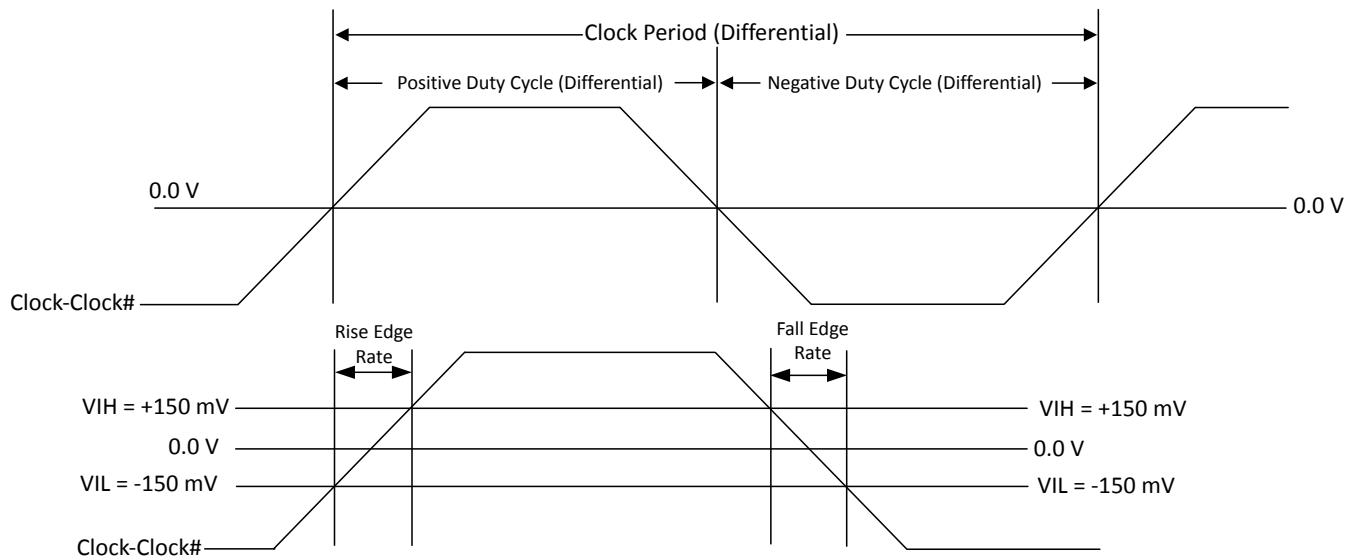 Clock Period (Differential)
Positive Duty Cycle (Differential)
Negative Duty Cycle (Differential)
0.0 V
0.0 V
Clock-Clock#
Rise Edge
Rate
Fall Edge
Rate
VIH = +150 mV
VIH = +150 mV
0.0 V
0.0 V
VIL = -150 mV
VIL = -150 mV
Clock-Clock#